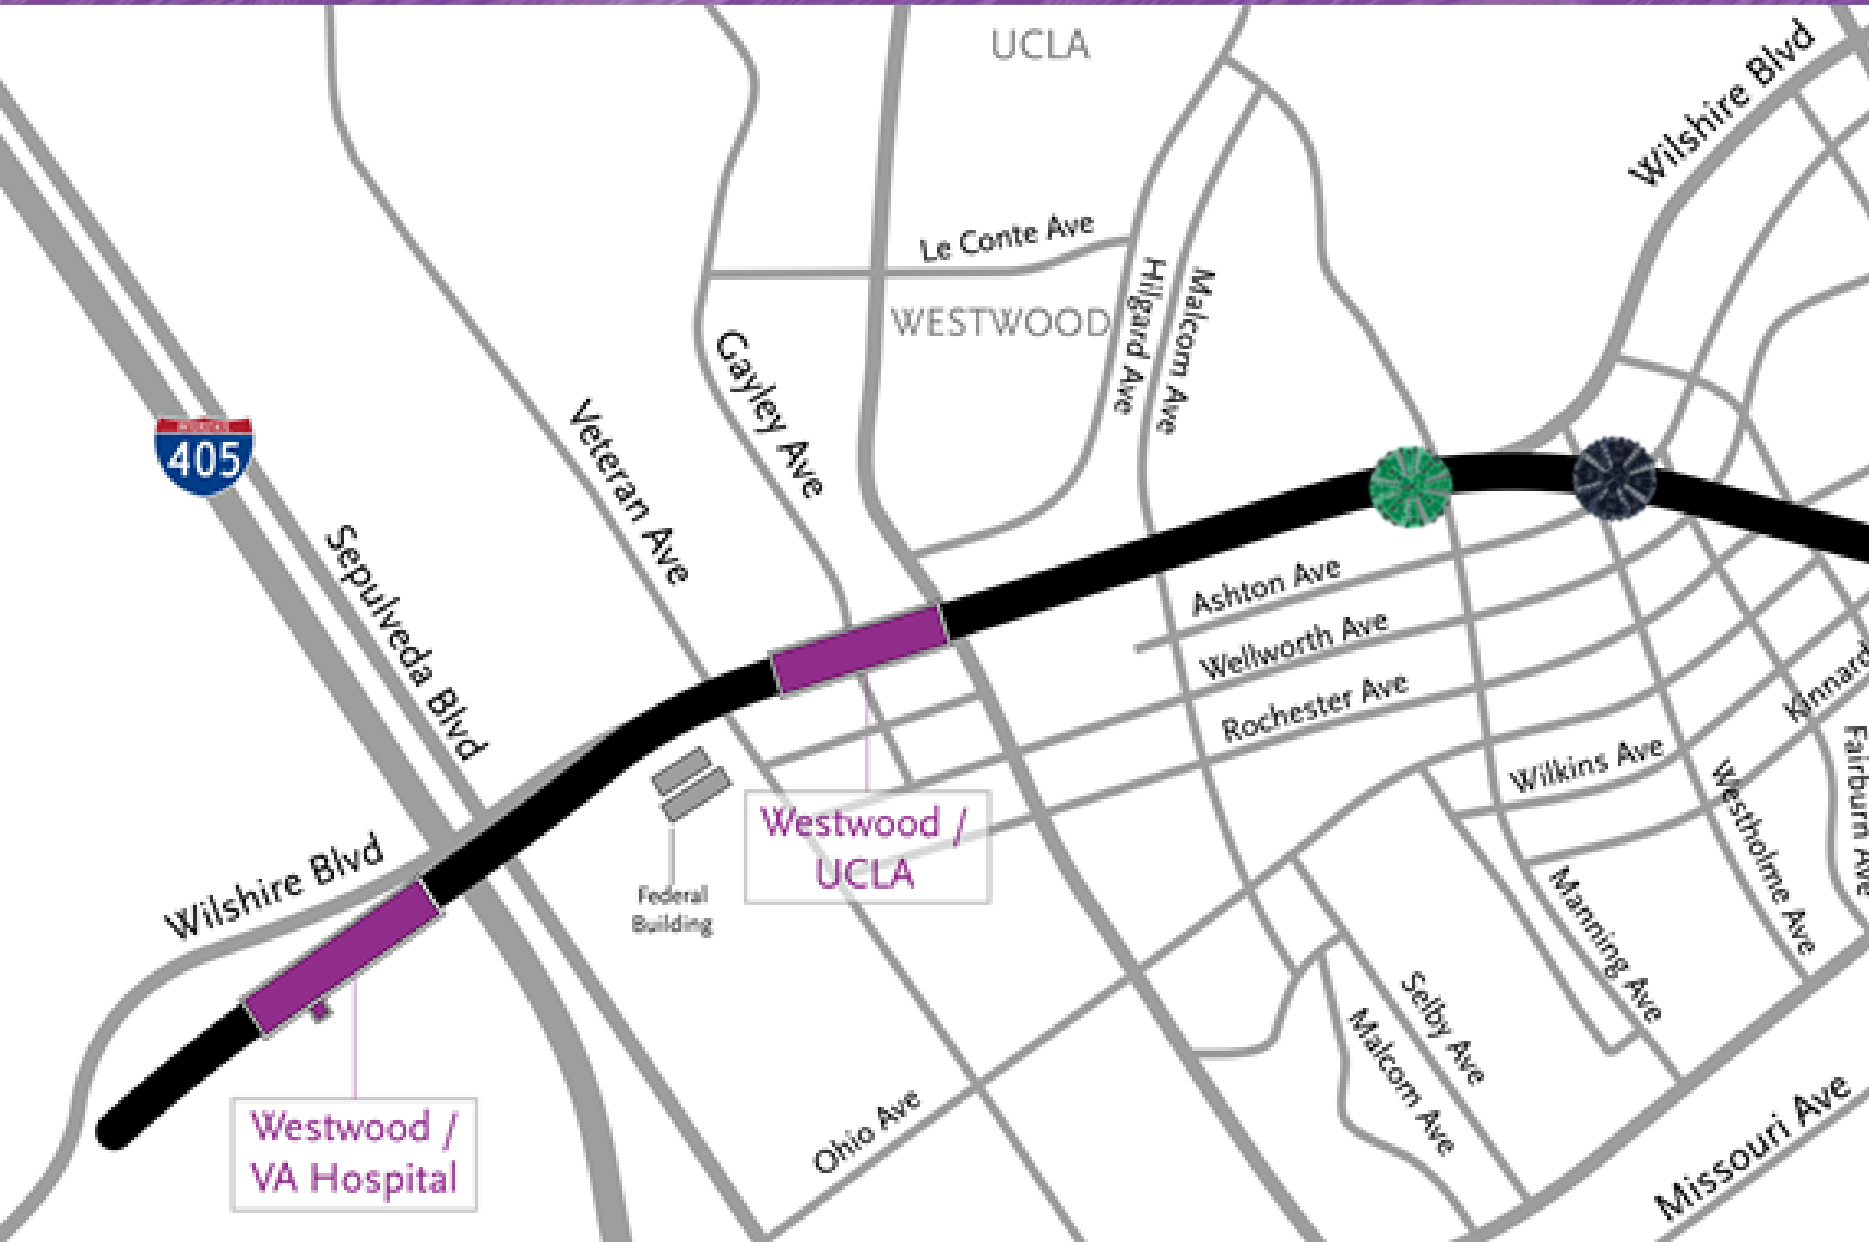 UCLA
Wilshire Blvd
Le Conte Ave
WESTWOOD
Hilgard Ave
Malcom Ave
Gayley Ave
Veteran Ave
405
Sepulveda Blvd
Ashton Ave
Wellworth Ave
Rochester Ave
Kinnard
Wilkins Ave
Fairburn Ave
Westholme Ave
Westwood /
UCLA
Federal
Building
Wilshire Blvd
Manning Ave
Selby Ave
Malcom Ave
Ohio Ave
Westwood /
VA Hospital
Missouri Ave